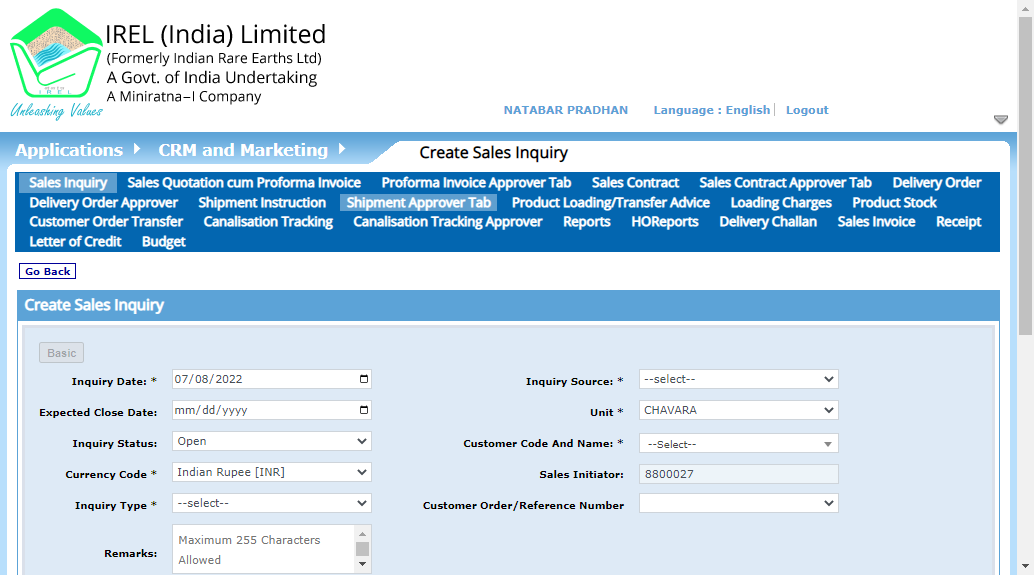 IREL (India) Limited
(Formerly Indian Rare Earths Ltd)
A Govt. of India Undertaking
A Miniratna–I Company
IREL
Unleashing Values
NATABAR PRADHAN Language : English Logout
Applications CRM and Marketing Create Sales Inquiry
Sales Inquiry Sales Quotation cum Proforma Invoice Proforma Invoice Approver Tab Sales Contract Sales Contract Approver Tab Delivery Order
Delivery Order Approver Shipment Instruction Shipment Approver Tab Product Loading/Transfer Advice Loading Charges Product Stock
Customer Order Transfer Canalisation Tracking Canalisation Tracking Approver Reports HOReports Delivery Challan Sales Invoice Receipt
Letter of Credit Budget
Go Back
Create Sales Inquiry
Basic
Inquiry Date: * 07/08/2022 Inquiry Source: * --select--
Expected Close Date: mm/dd/yyyy Unit * CHAVARA
Inquiry Status: Open Customer Code And Name: * --Select--
Currency Code * Indian Rupee [INR] Sales Initiator: 8800027
Inquiry Type * --select-- Customer Order/Reference Number
Remarks: Maximum 255 Characters
Allowed